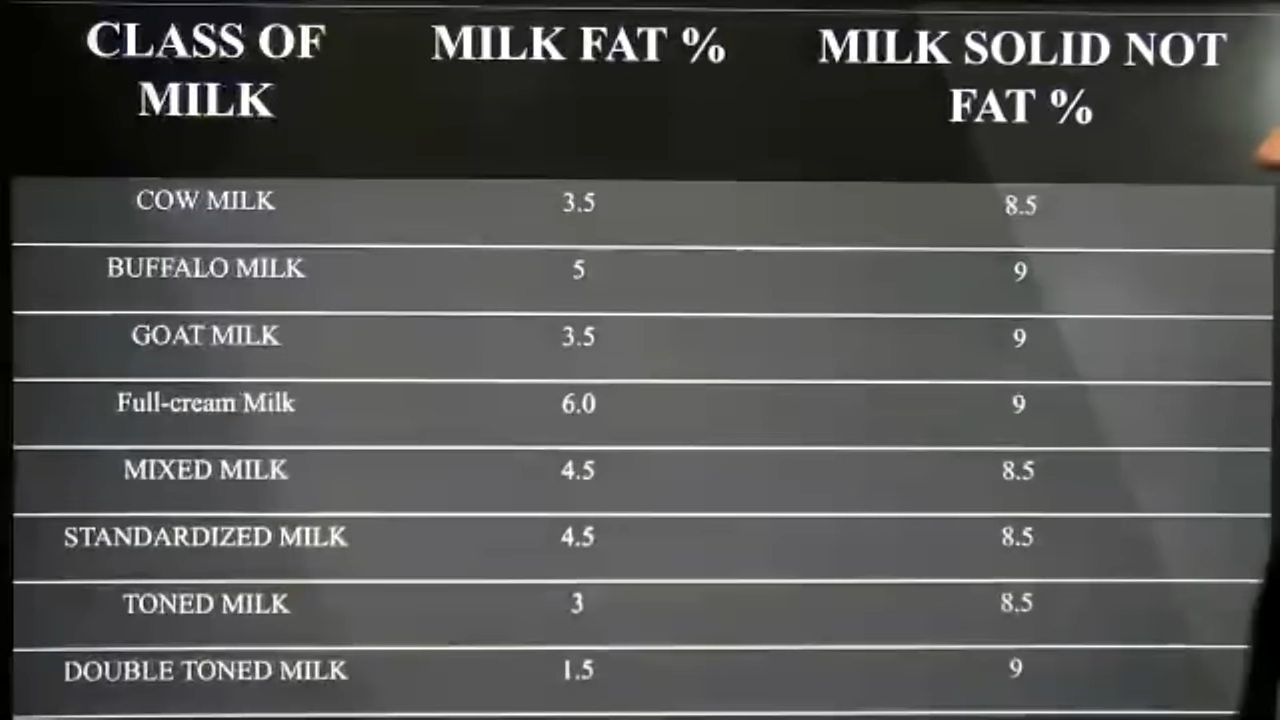 CLASS OF MILK FAT % MILK SOLID NOT
MILK FAT %
COW MILK 3.5 8.5
BUFFALO MILK 5 9
GOAT MILK 3.5 9
Full-cream Milk 6.0 9
MIXED MILK 4.5 8.5
STANDARDIZED MILK 4.5 8.5
TONED MILK 3 8.5
DOUBLE TONED MILK 1.5 9